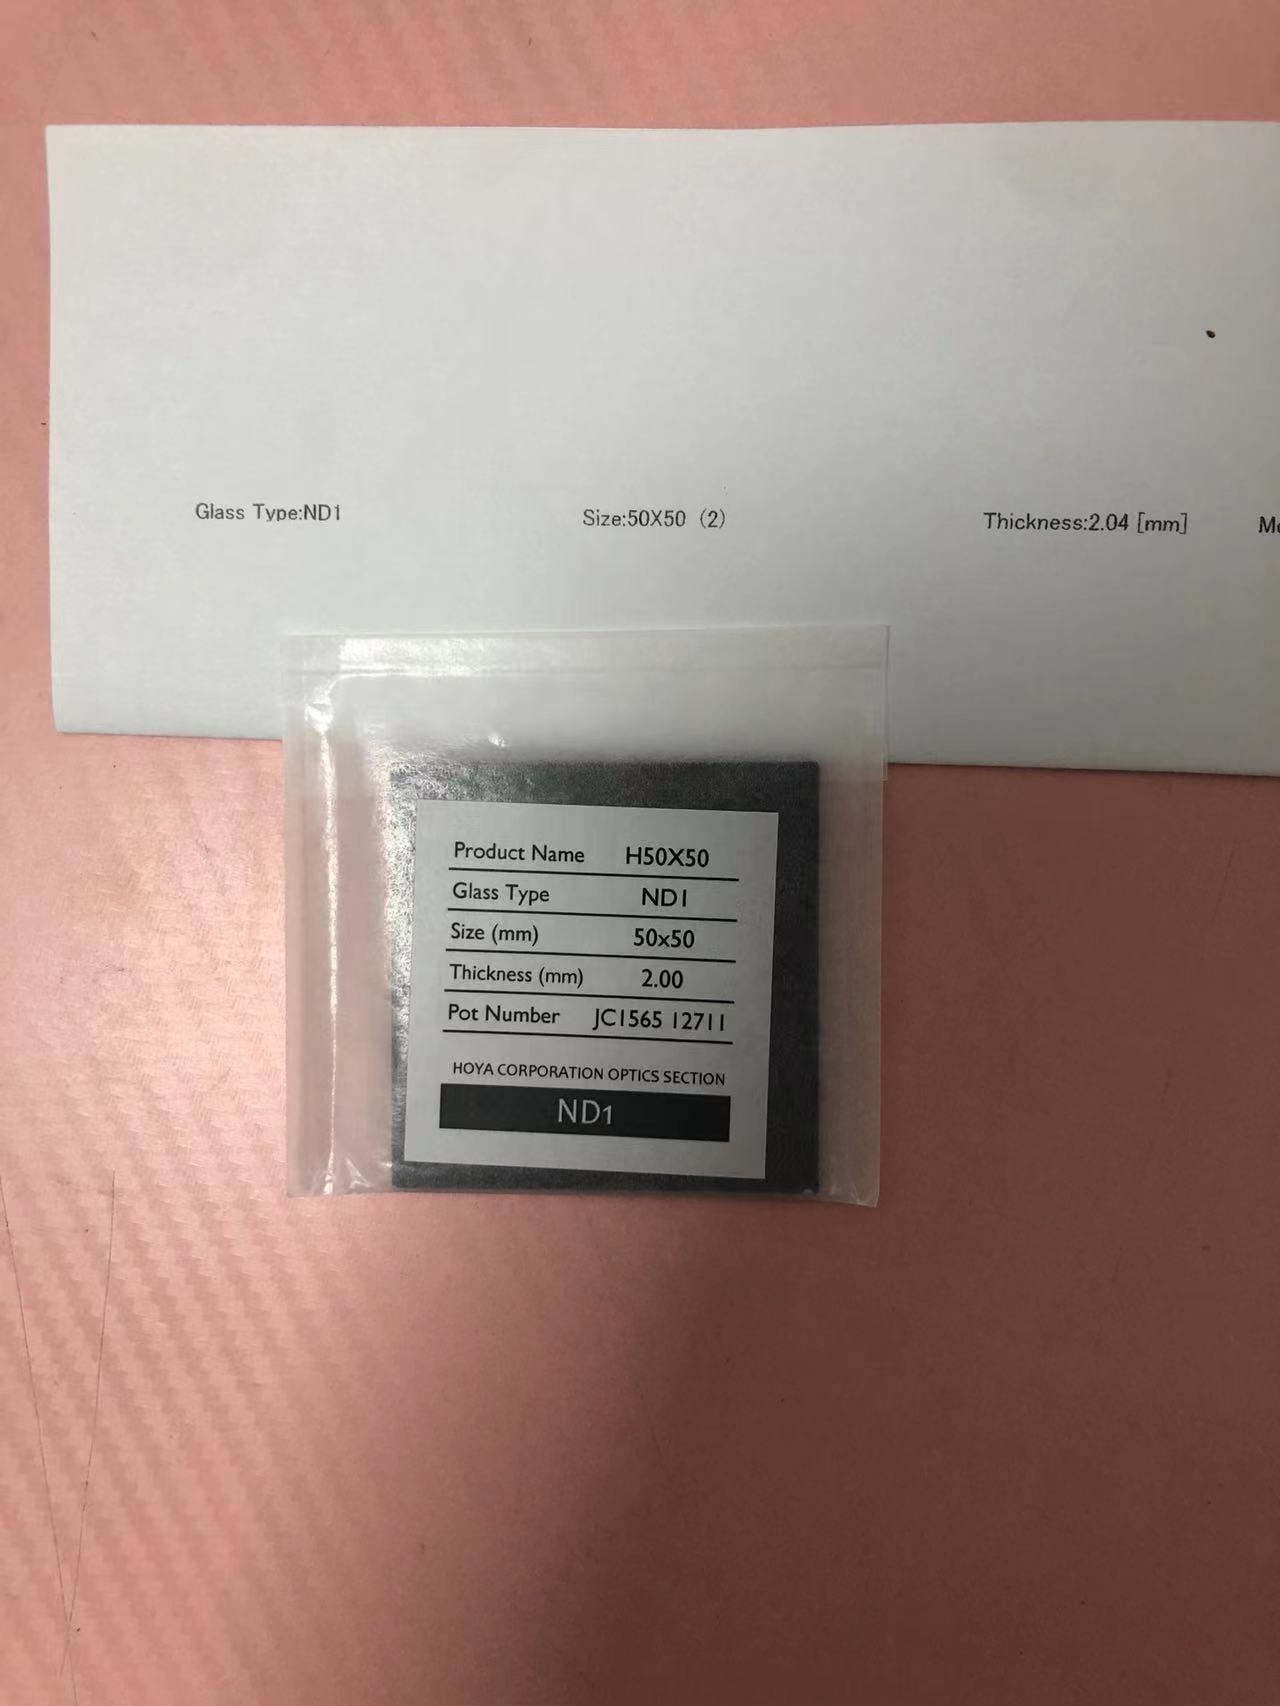 Glass Type:ND1 Size:50X50 (2) Thickness:2.04 [mm]
Product Name H50X50
Glass Type ND1
Size (mm) 50x50
Thickness (mm) 2.00
Pot Number JC1565 12711
HOYA CORPORATION OPTICS SECTION
ND1